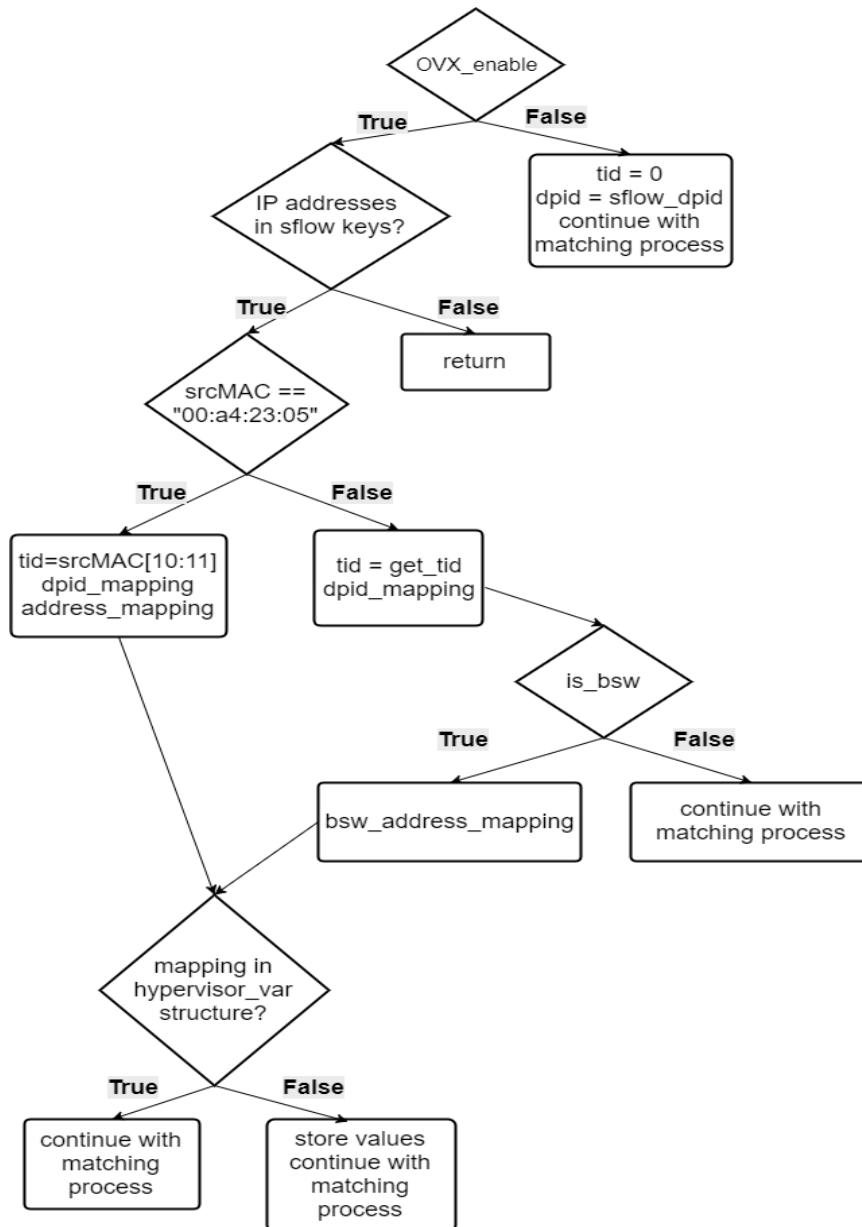 OVX_enable
True
False
IP addresses
in sflow keys?
tid = 0
dpid = sflow_dpid
continue with
matching process
True
False
srcMAC ==
"00:a4:23:05"
return
True
False
tid=srcMAC[10:11]
dpid_mapping
address_mapping
tid = get_tid
dpid_mapping
is_bsw
True
False
bsw_address_mapping
continue with
matching process
mapping in
hypervisor_var
structure?
True
False
continue with
matching
process
store values
continue with
matching
process